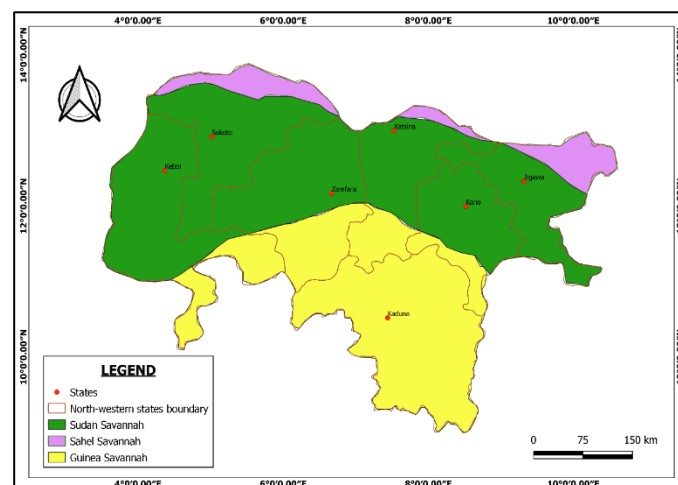 4°0'0.00"E 6°0'0.00"E 8°0'0.00"E 10°0'0.00"E
14°0'0.00"N
12°0'0.00"N
10°0'0.00"N
Katsina
Sokoto
Kebbi
Jigawa
Zamfara
Kano
Kaduna
LEGEND
States
North-western states boundary
Sudan Savannah
Sahel Savannah
Guinea Savannah
0 75 150 km
4°0'0.00"E 6°0'0.00"E 8°0'0.00"E 10°0'0.00"E